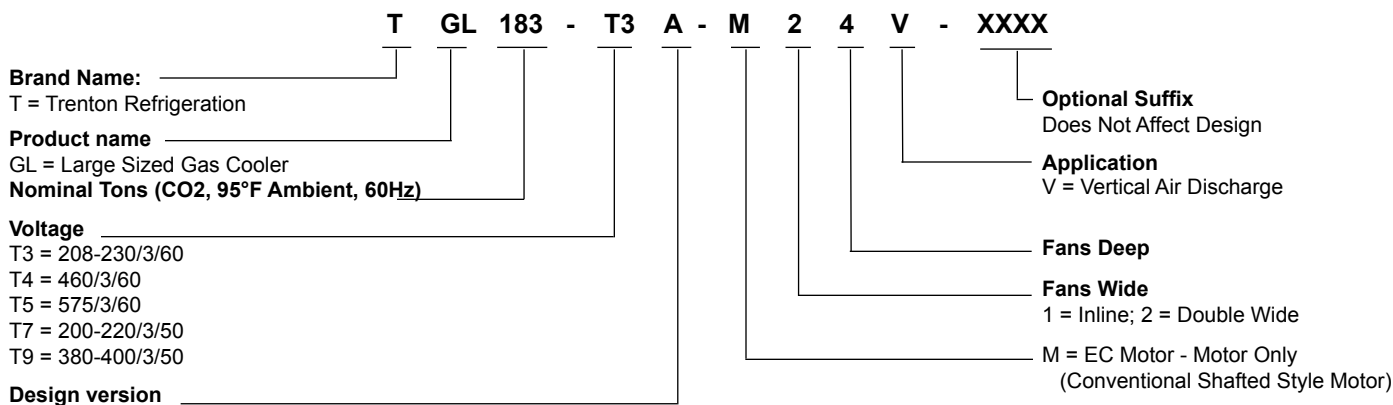 T GL 183 - T3 A - M 2 4 V - XXXX
Brand Name:
T = Trenton Refrigeration
Product name
GL = Large Sized Gas Cooler
Nominal Tons (CO2, 95°F Ambient, 60Hz)
Voltage
T3 = 208-230/3/60
T4 = 460/3/60
T5 = 575/3/60
T7 = 200-220/3/50
T9 = 380-400/3/50
Design version
Optional Suffix
Does Not Affect Design
Application
V = Vertical Air Discharge
Fans Deep
Fans Wide
1 = Inline; 2 = Double Wide
M = EC Motor - Motor Only
(Conventional Shafted Style Motor)